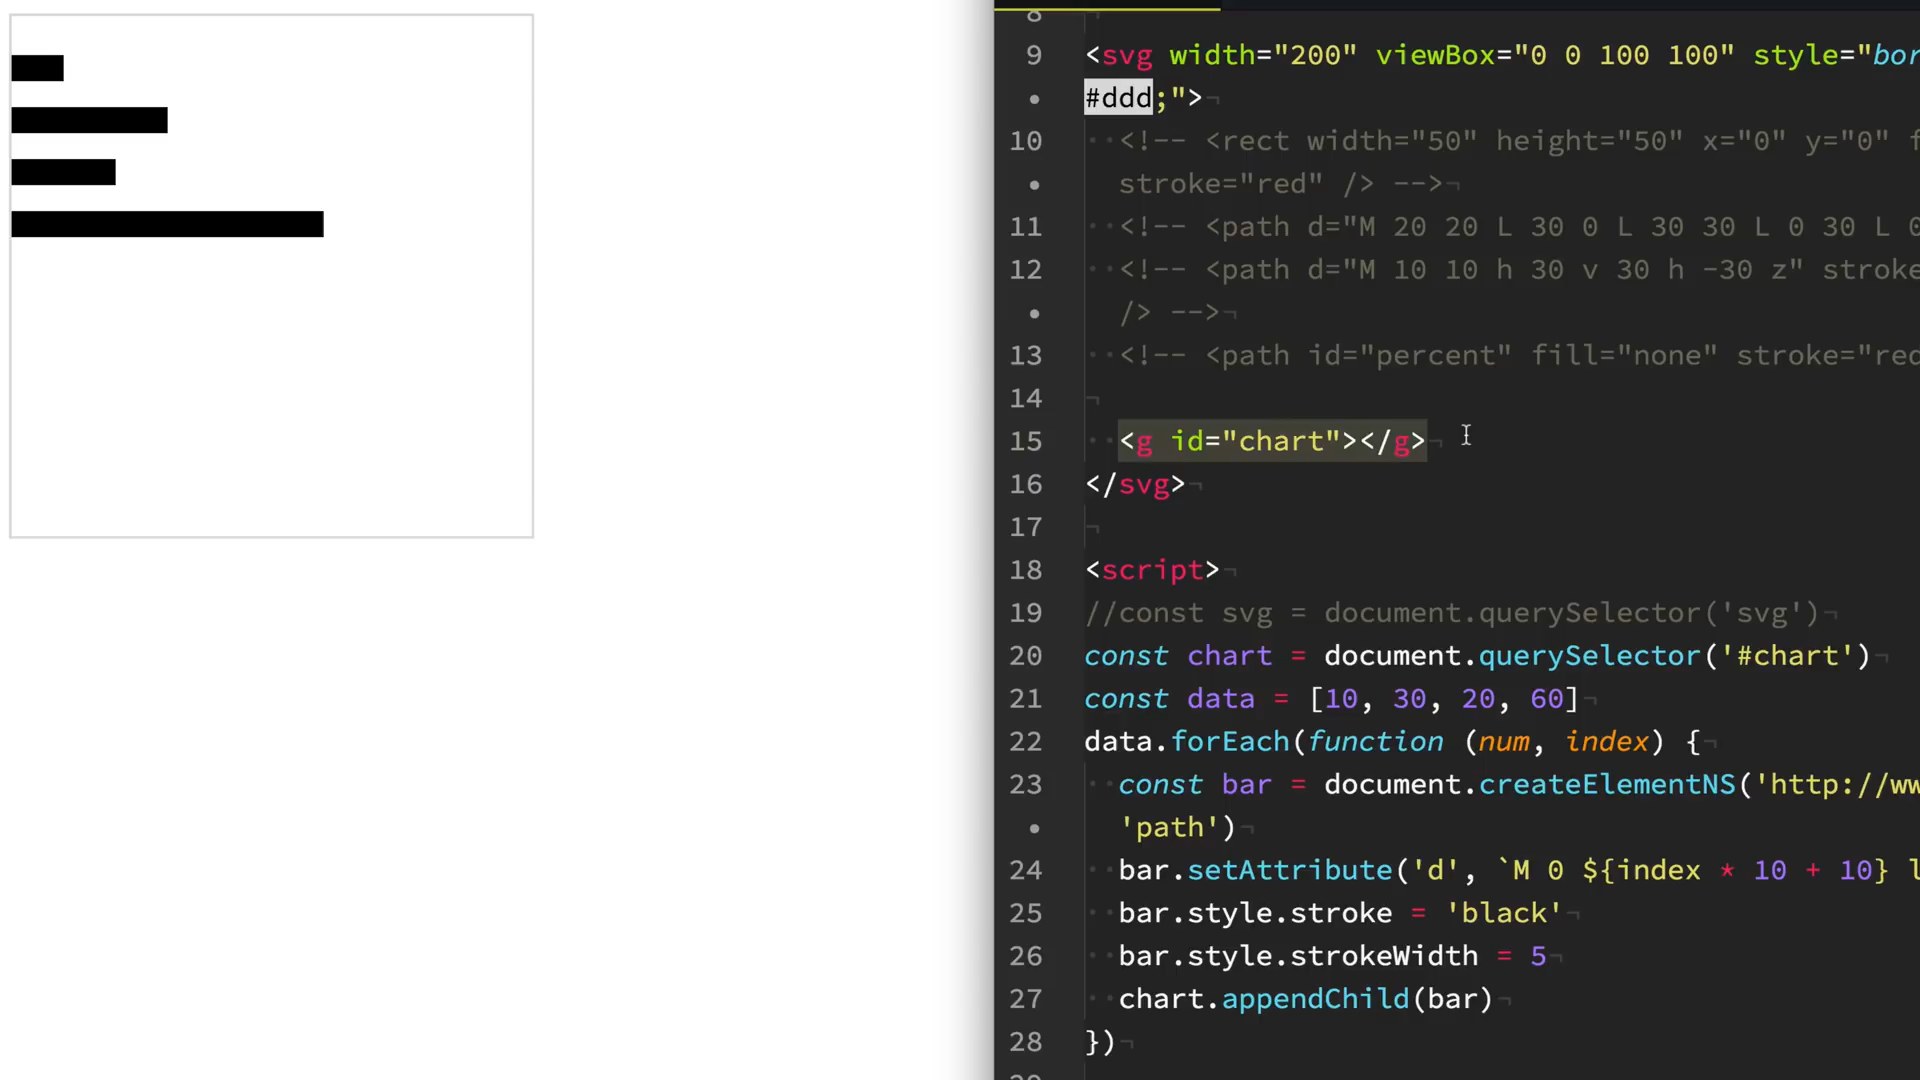 8
9 <svg width="200" viewBox="0 0 100 100" style="bor
#ddd;">
10 <!-- <rect width="50" height="50" x="0" y="0" f
stroke="red" /> -->
11 <!-- <path d="M 20 20 L 30 0 L 30 30 L 0 30 L 0
12 <!-- <path d="M 10 10 h 30 v 30 h -30 z" stroke
/> -->
13 <!-- <path id="percent" fill="none" stroke="red
14
15 <g id="chart"></g>
16 </svg>
17
18 <script>
19 //const svg = document.querySelector('svg')
20 const chart = document.querySelector('#chart')
21 const data = [10, 30, 20, 60]
22 data.forEach(function (num, index) {
23 const bar = document.createElementNS('http://ww
'path')
24 bar.setAttribute('d', `M 0 ${index * 10 + 10} l
25 bar.style.stroke = 'black'
26 bar.style.strokeWidth = 5
27 chart.appendChild(bar)
28 })